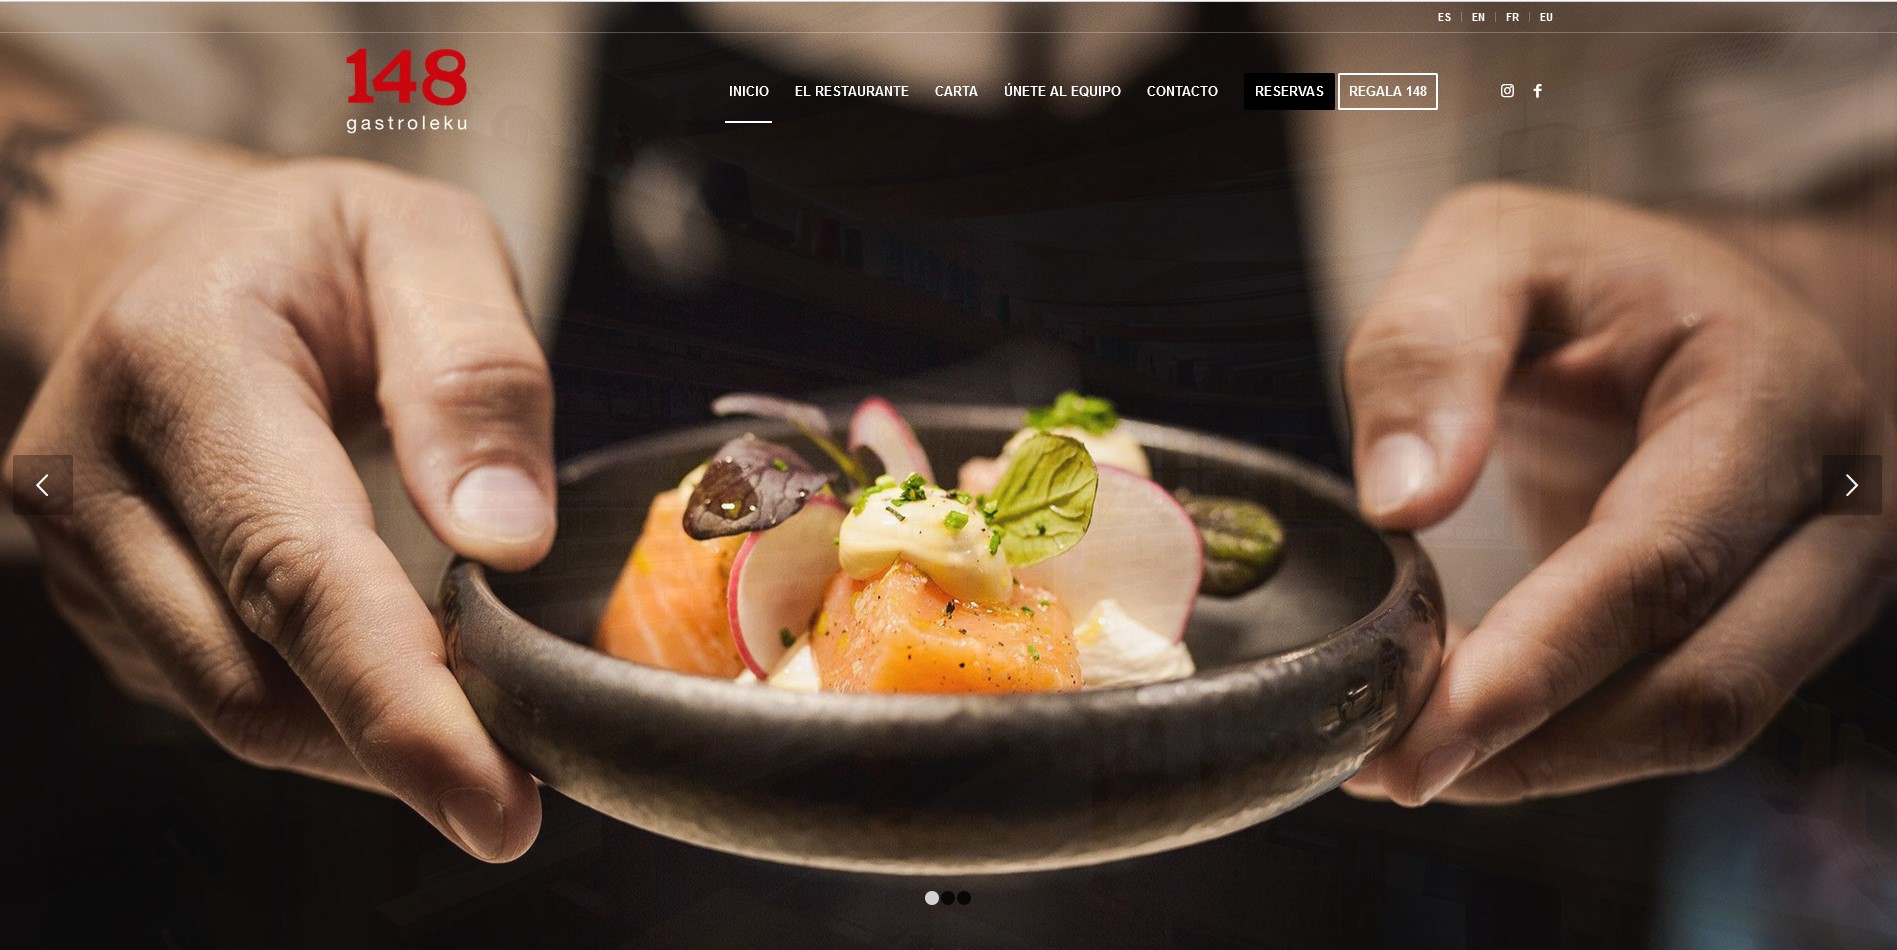 ES | EN | FR | EU
148
gastroleku
INICIO EL RESTAURANTE CARTA ÚNETE AL EQUIPO CONTACTO RESERVAS REGALA 148